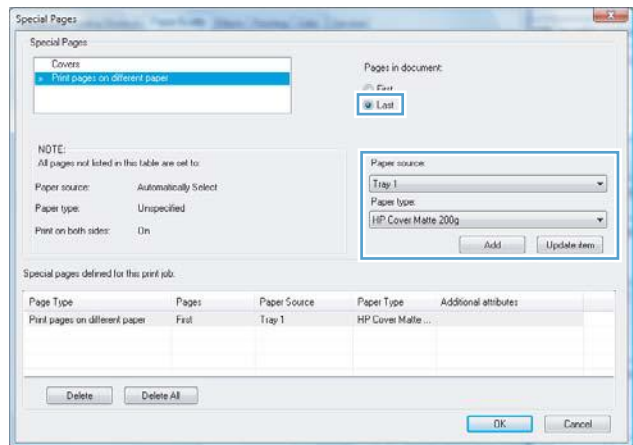 Special Pages
Special Pages
Covers
» Print pages on different paper
Pages in document:
First
Last
NOTE:
All pages not listed in this table are set to:
Paper source: Automatically Select
Paper type: Unspecified
Print on both sides: On
Paper source:
Tray 1
Paper type:
HP Cover Matte 200g
Add Update item
Special pages defined for this print job:
Page Type Pages Paper Source Paper Type Additional attributes
Print pages on different paper First Tray 1 HP Cover Matte ...
Delete Delete All
OK Cancel